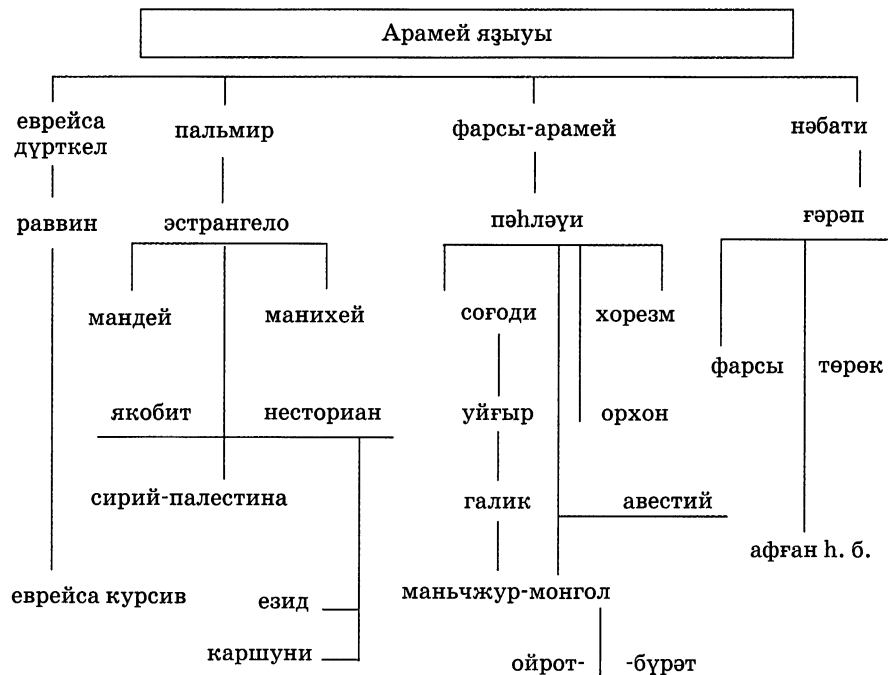 Арамей яҙыуы
еврейса
дүрткел
пальмир
фарсы-арамей
нәбати
раввин
эстрангело
пәһләүи
ғәрәп
мандей
манихей
соғоди
хорезм
фарсы
төрөк
якобит
несториан
уйғыр
орхон
сирий-палестина
галик
авестий
афған һ. б.
еврейса курсив
езид
маньчжур-монгол
каршуни
ойрот-
-бүрәт